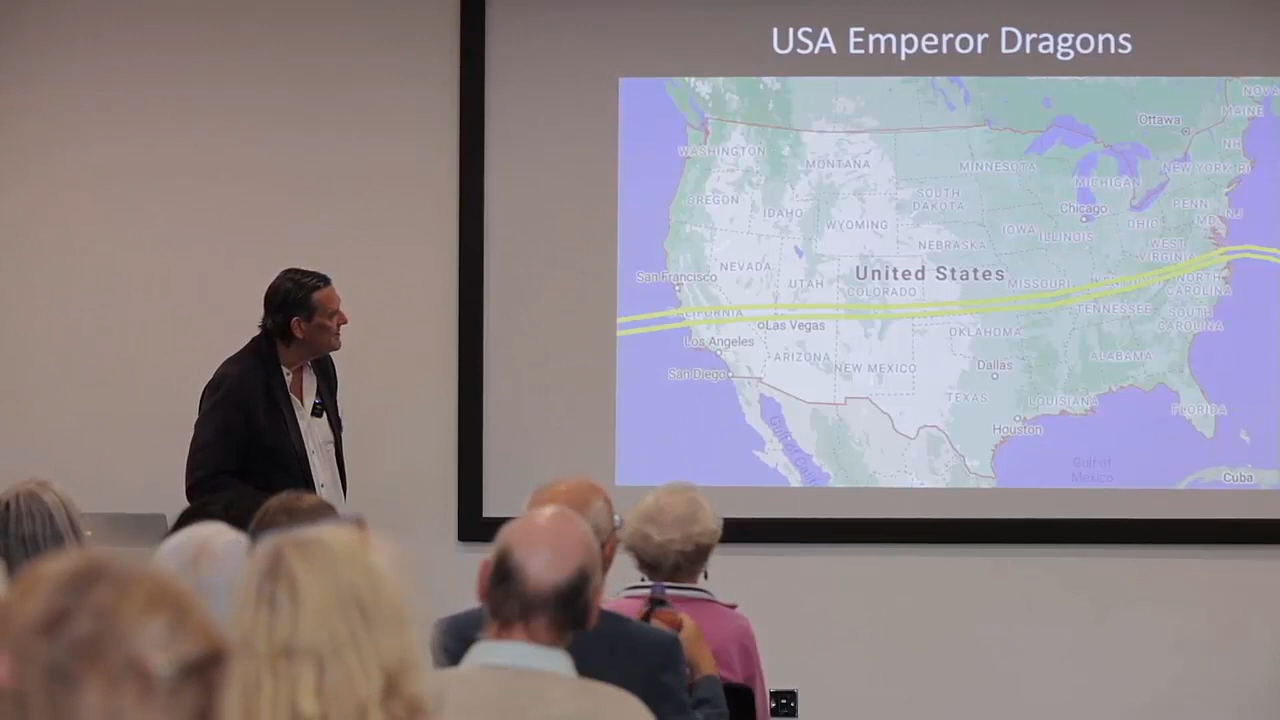 USA Emperor Dragons
NOVA
MAINE
Ottawa
WASHINGTON
MONTANA
MINNESOTA
NH
NEW YORK
MICHIGAN
OREGON
IDAHO
SOUTH
DAKOTA
WYOMING
Chicago
PENN
OHIO
MD
NJ
IOWA
ILLINOIS
NEBRASKA
WEST
VIRGINIA
San Francisco
NEVADA
UTAH
United States
COLORADO
MISSOURI
NORTH
CAROLINA
CALIFORNIA
Las Vegas
TENNESSEE
SOUTH
CAROLINA
OKLAHOMA
Los Angeles
ARIZONA
NEW MEXICO
ALABAMA
San Diego
Dallas
TEXAS
LOUISIANA
FLORIDA
Houston
Gulf of
Mexico
Cuba